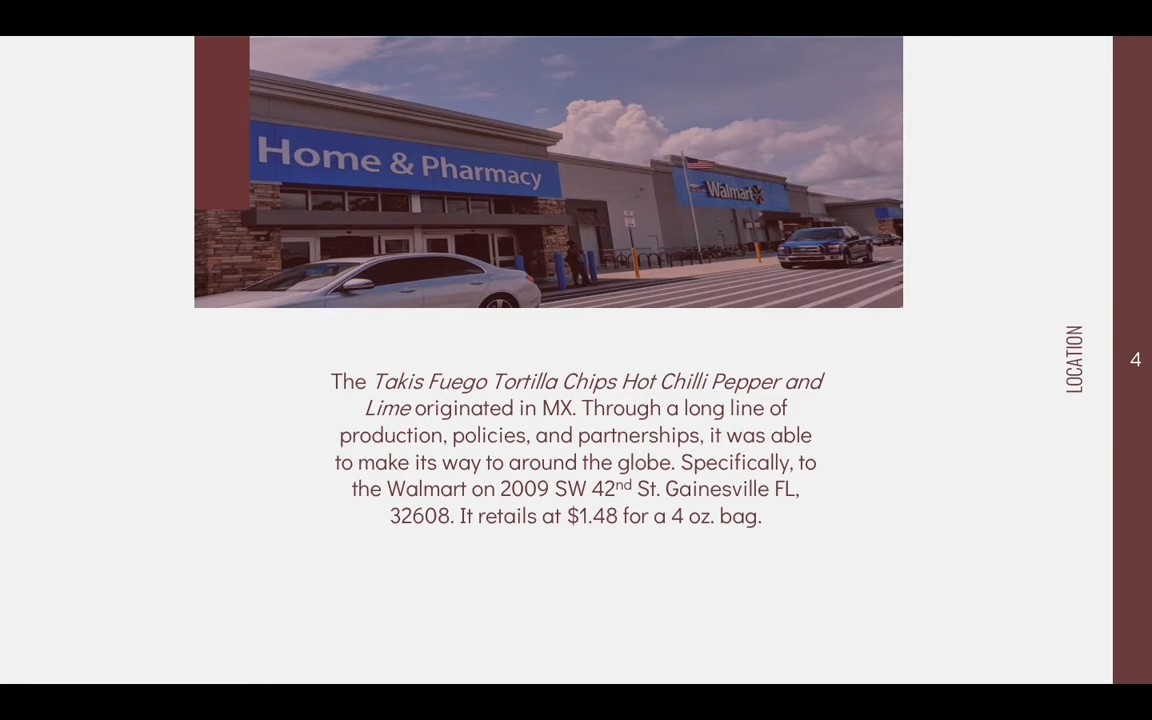 Home & Pharmacy
Walmart
The Takis Fuego Tortilla Chips Hot Chilli Pepper and
Lime originated in MX. Through a long line of
production, policies, and partnerships, it was able
to make its way to around the globe. Specifically, to
the Walmart on 2009 SW 42nd St. Gainesville FL,
32608. It retails at $1.48 for a 4 oz. bag.
LOCATION
4